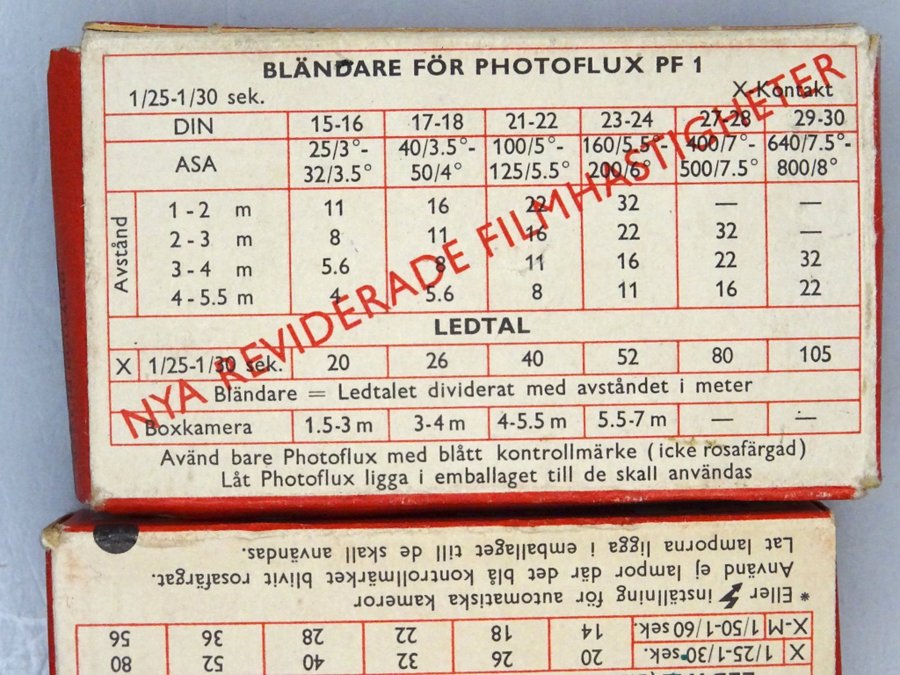 BLÄNDARE FÖR PHOTOFLUX PF 1
1/25-1/30 sek. X-Kontakt
DIN 15-16 17-18 21-22 23-24 27-28 29-30
ASA 25/3°- 40/3.5°- 100/5°- 160/5.5°- 400/7°- 640/7.5°-
32/3.5° 50/4° 125/5.5° 200/6° 500/7.5° 800/8°
Avstånd
1-2 m 11 16 22 32 — —
2-3 m 8 11 16 22 32 —
3-4 m 5.6 8 11 16 22 32
4-5.5 m 4 5.6 8 11 16 22
NYA REVIDERADE FILMHASTIGHETER
LEDTAL
X 1/25-1/30 sek. 20 26 40 52 80 105
Bländare = Ledtalet dividerat med avståndet i meter
Boxkamera 1.5-3 m 3-4 m 4-5.5 m 5.5-7 m — —
Avänd bare Photoflux med blått kontrollmärke (icke rosafärgad)
Låt Photoflux ligga i emballaget till de skall användas
X 1/25-1/30 sek. 20 26 32 40 52 80
X-M 1/50-1/60 sek. 14 18 22 28 36 56
* Eller inställning för automatiska kameror
Använd ej lampor där det blå kontrollmärket blivit rosafärgat.
Lat lamporna ligga i emballaget till de skall användas.